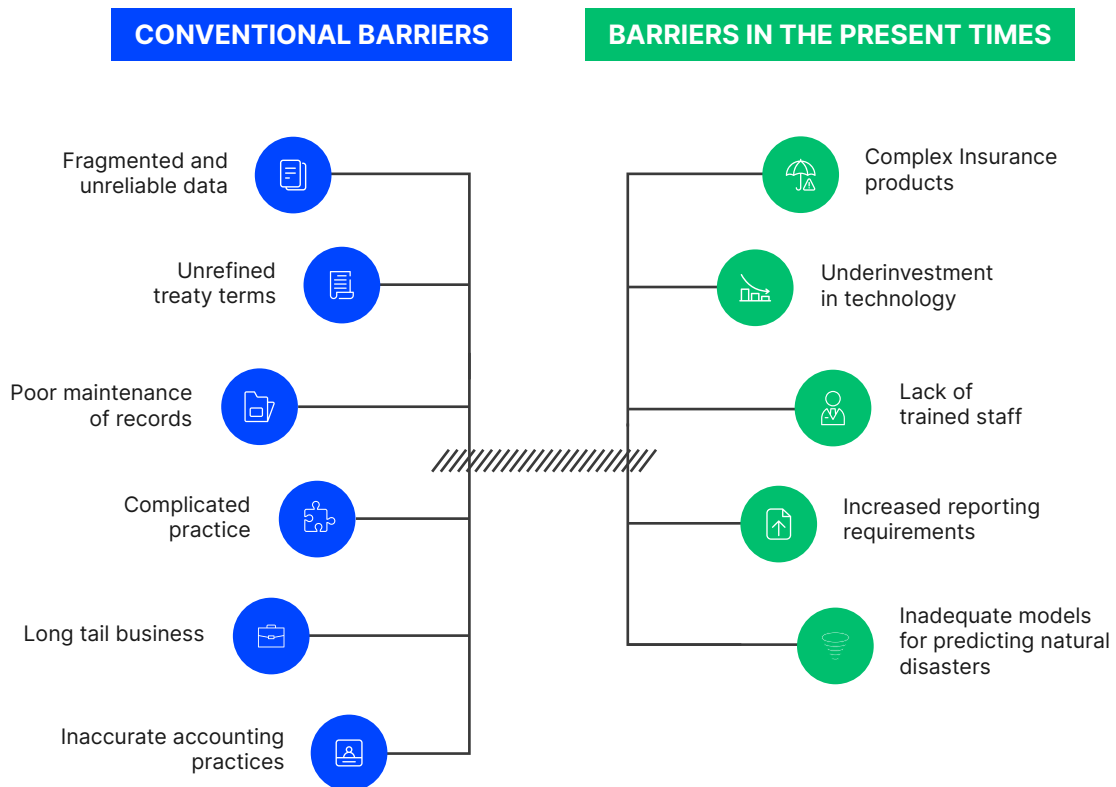 CONVENTIONAL BARRIERS
Fragmented and
unreliable data
Unrefined
treaty terms
Poor maintenance
of records
Complicated
practice
Long tail business
Inaccurate accounting
practices
BARRIERS IN THE PRESENT TIMES
Complex Insurance
products
Underinvestment
in technology
Lack of
trained staff
Increased reporting
requirements
Inadequate models
for predicting natural
disasters